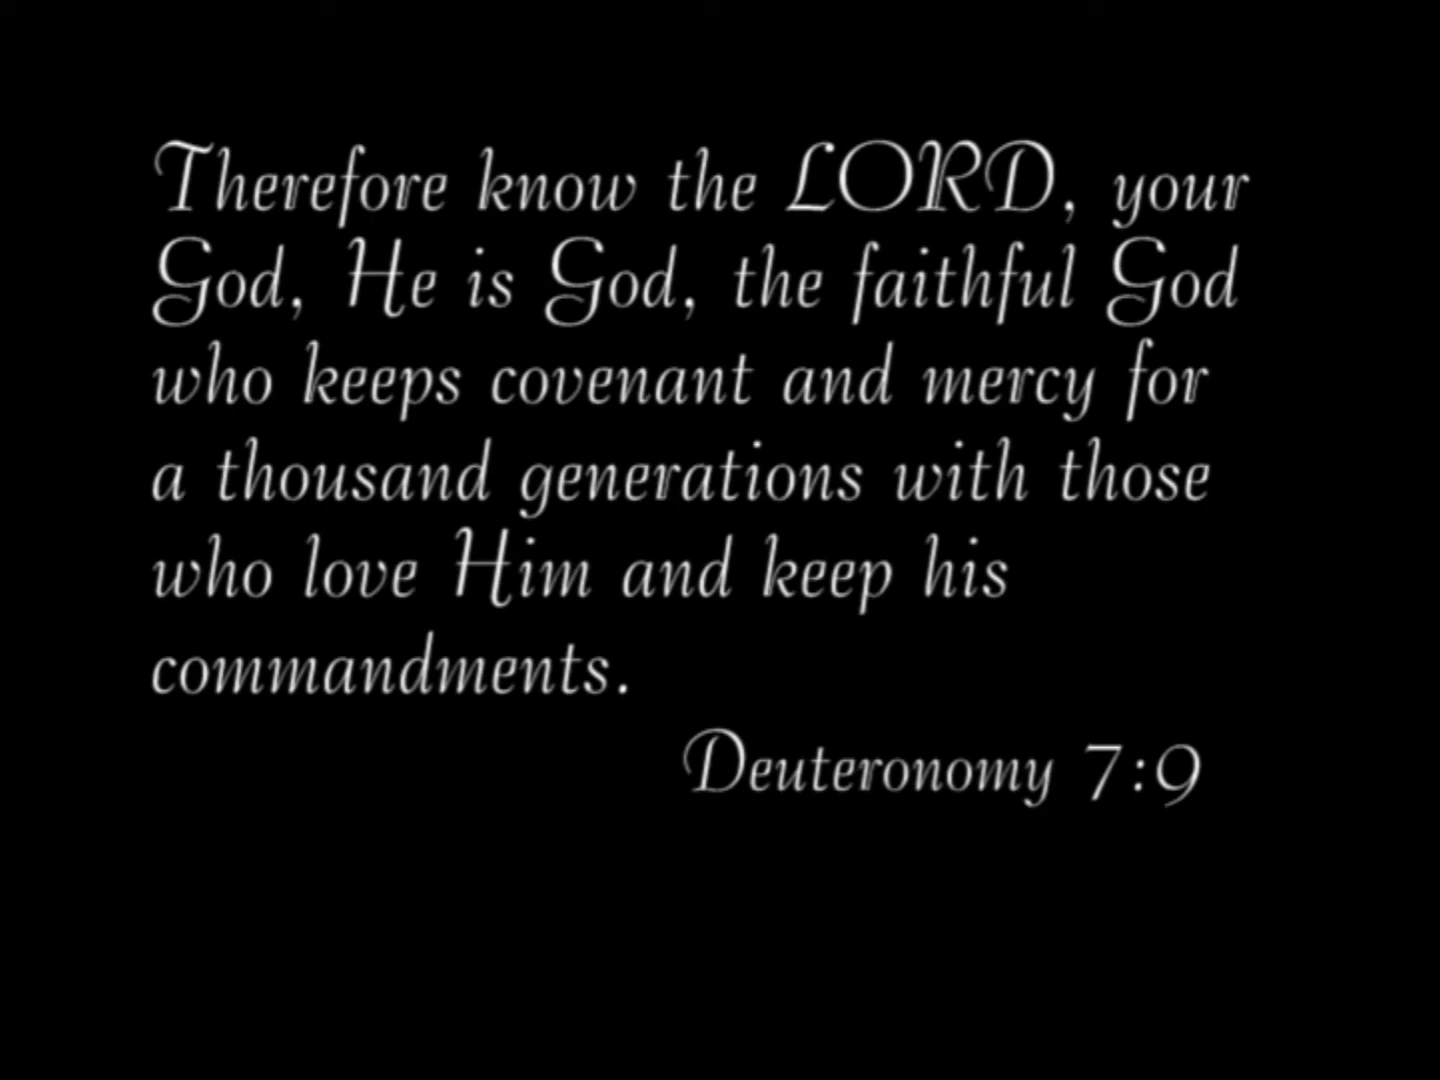 Therefore know the LORD, your
God, He is God, the faithful God
who keeps covenant and mercy for
a thousand generations with those
who love Him and keep his
commandments.
Deuteronomy 7:9